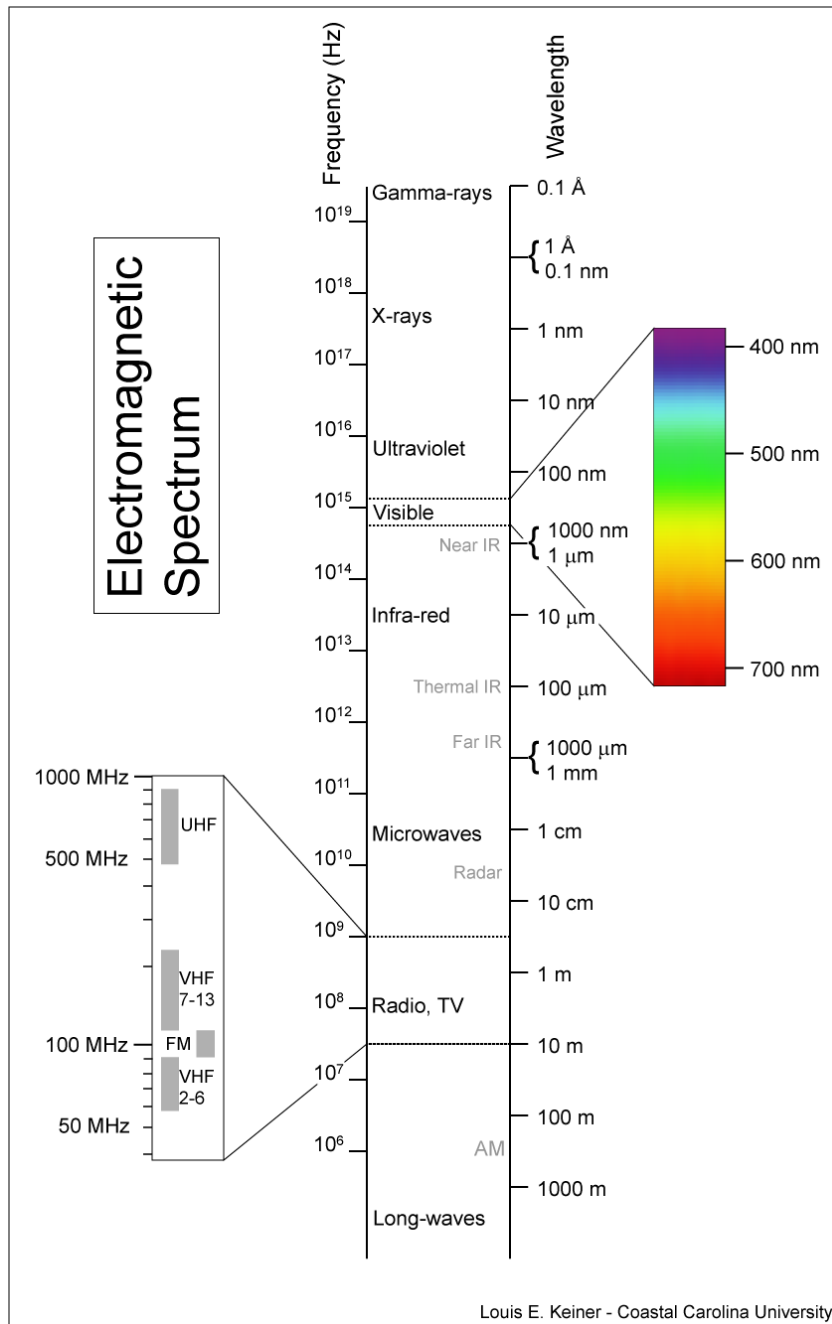 Electromagnetic
Spectrum
Frequency (Hz)
10¹⁹
10¹⁸
10¹⁷
10¹⁶
10¹⁵
10¹⁴
10¹³
10¹²
10¹¹
10¹⁰
10⁹
10⁸
10⁷
10⁶
Gamma-rays
X-rays
Ultraviolet
Visible
Near IR
Infra-red
Thermal IR
Far IR
Microwaves
Radar
Radio, TV
AM
Long-waves
Wavelength
0.1 Å
1 Å
0.1 nm
1 nm
10 nm
100 nm
1000 nm
1 μm
10 μm
100 μm
1000 μm
1 mm
1 cm
10 cm
1 m
10 m
100 m
1000 m
400 nm
500 nm
600 nm
700 nm
1000 MHz
500 MHz
100 MHz
50 MHz
UHF
VHF
7-13
FM
VHF
2-6
Louis E. Keiner - Coastal Carolina University